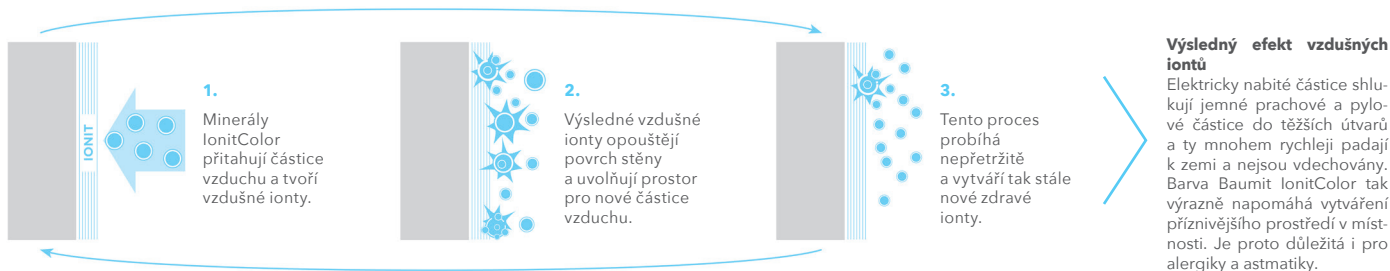 IONIT
1.
Minerály
IonitColor
přitahují částice
vzduchu a tvoří
vzdušné ionty.
2.
Výsledné vzdušné
ionty opouštějí
povrch stěny
a uvolňují prostor
pro nové částice
vzduchu.
3.
Tento proces
probíhá
nepřetržitě
a vytváří tak stále
nové zdravé
ionty.
Výsledný efekt vzdušných
iontů
Elektricky nabité částice shlu-
kují jemné prachové a pylo-
vé částice do těžších útvarů
a ty mnohem rychleji padají
k zemi a nejsou vdechovány.
Barva Baumit IonitColor tak
výrazně napomáhá vytváření
příznivějšího prostředí v míst-
nosti. Je proto důležitá i pro
alergiky a astmatiky.